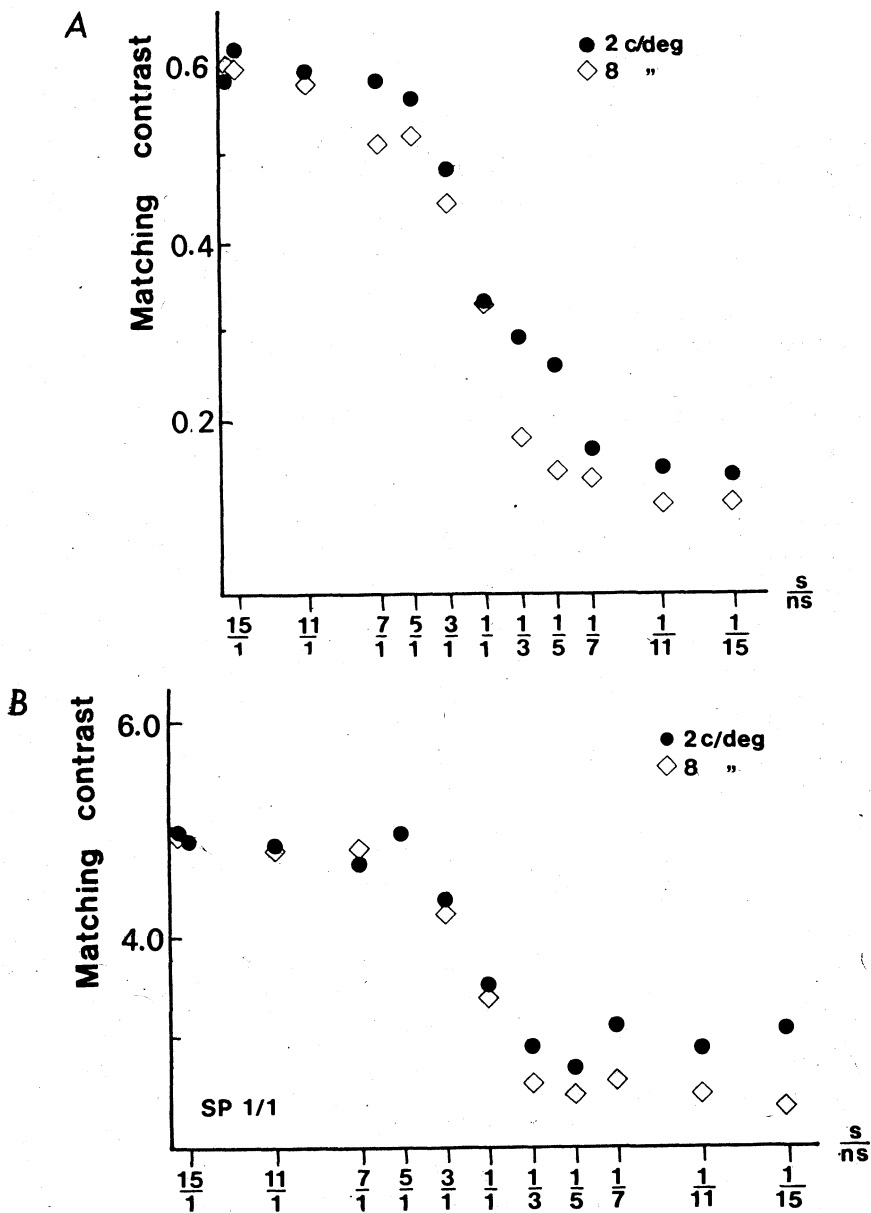 A
Matching contrast
● 2 c/deg
◇ 8 ”
0.6
0.4
0.2
s/ns
15/1 11/1 7/1 5/1 3/1 1/1 1/3 1/5 1/7 1/11 1/15
B
Matching contrast
6.0
● 2 c/deg
◇ 8 ”
4.0
SP 1/1
s/ns
15/1 11/1 7/1 5/1 3/1 1/1 1/3 1/5 1/7 1/11 1/15